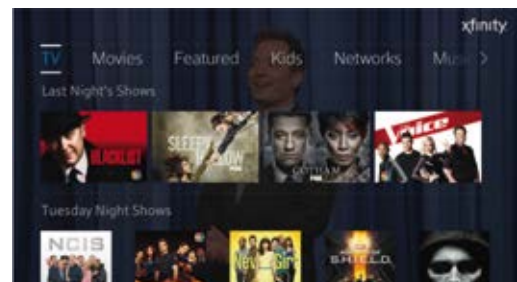 xfinity
TV Movies Featured Kids Networks Music
Last Night's Shows
BLACKLIST SLEEPY HOLLOW GOTHAM Voice
Tuesday Night Shows
NCIS New Girl S.H.I.E.L.D.